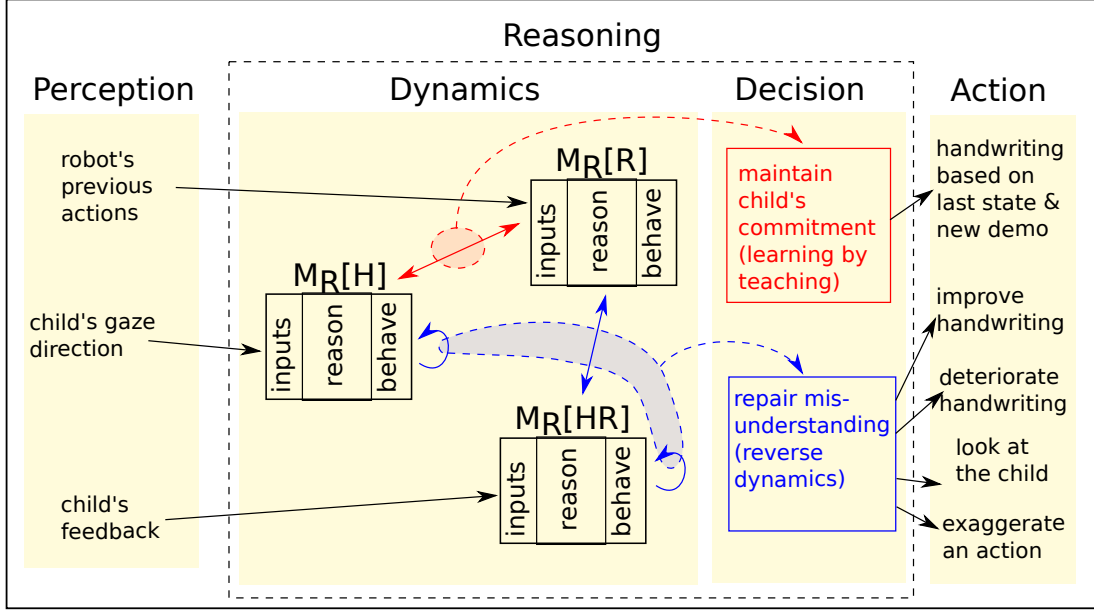 Reasoning
Perception
Dynamics
Decision
Action
robot's
previous
actions
child's gaze
direction
child's
feedback
MR[R]
inputs
reason
behave
MR[H]
inputs
reason
behave
MR[HR]
inputs
reason
behave
maintain
child's
commitment
(learning by
teaching)
repair mis-
understanding
(reverse
dynamics)
handwriting
based on
last state &
new demo
improve
handwriting
deteriorate
handwriting
look at
the child
exaggerate
an action